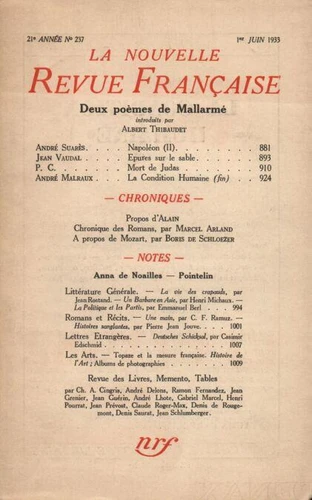 21e ANNÉE No 237 1er JUIN 1933
LA NOUVELLE
REVUE FRANÇAISE
Deux poèmes de Mallarmé
introduits par
ALBERT THIBAUDET
ANDRÉ SUARÈS. . . . . . . Napoléon (II). . . . . . . . 881
JEAN VAUDAL . . . . . . Epures sur le sable. . . . . . 893
P. C. . . . . . . . . . . Mort de Judas . . . . . . . . 910
ANDRÉ MALRAUX . . . . La Condition Humaine (fin) . . . 924
— CHRONIQUES —
Propos d'ALAIN
Chronique des Romans, par MARCEL ARLAND
A propos de Mozart, par BORIS DE SCHLOEZER
— NOTES —
Anna de Noailles — Pointelin
Littérature Générale. — La vie des crapauds, par
Jean Rostand. — Un Barbare en Asie, par Henri Michaux. —
La Politique et les Partis, par Emmanuel Berl . . . 994
Romans et Récits. — Une main, par C. F. Ramuz. —
Histoires sanglantes, par Pierre Jean Jouve. . . . 1001
Lettres Etrangères. — Deutsches Schicksal, par Casimir
Edschmid . . . . . . . . . . . . . . . 1007
Les Arts. — Topaze et la mesure française. Histoire de
l'Art ; Albums de photographies . . . . . . . 1009
Revue des Livres, Memento, Tables
par Ch. A. Cingria, André Delons, Ramon Fernandez, Jean
Grenier, Jean Guérin, André Lhote, Gabriel Marcel, Henri
Pourrat, Jean Prévost, Claude Roger-Max, Denis de Rouge-
mont, Denis Saurat, Jean Schlumberger.
nrf